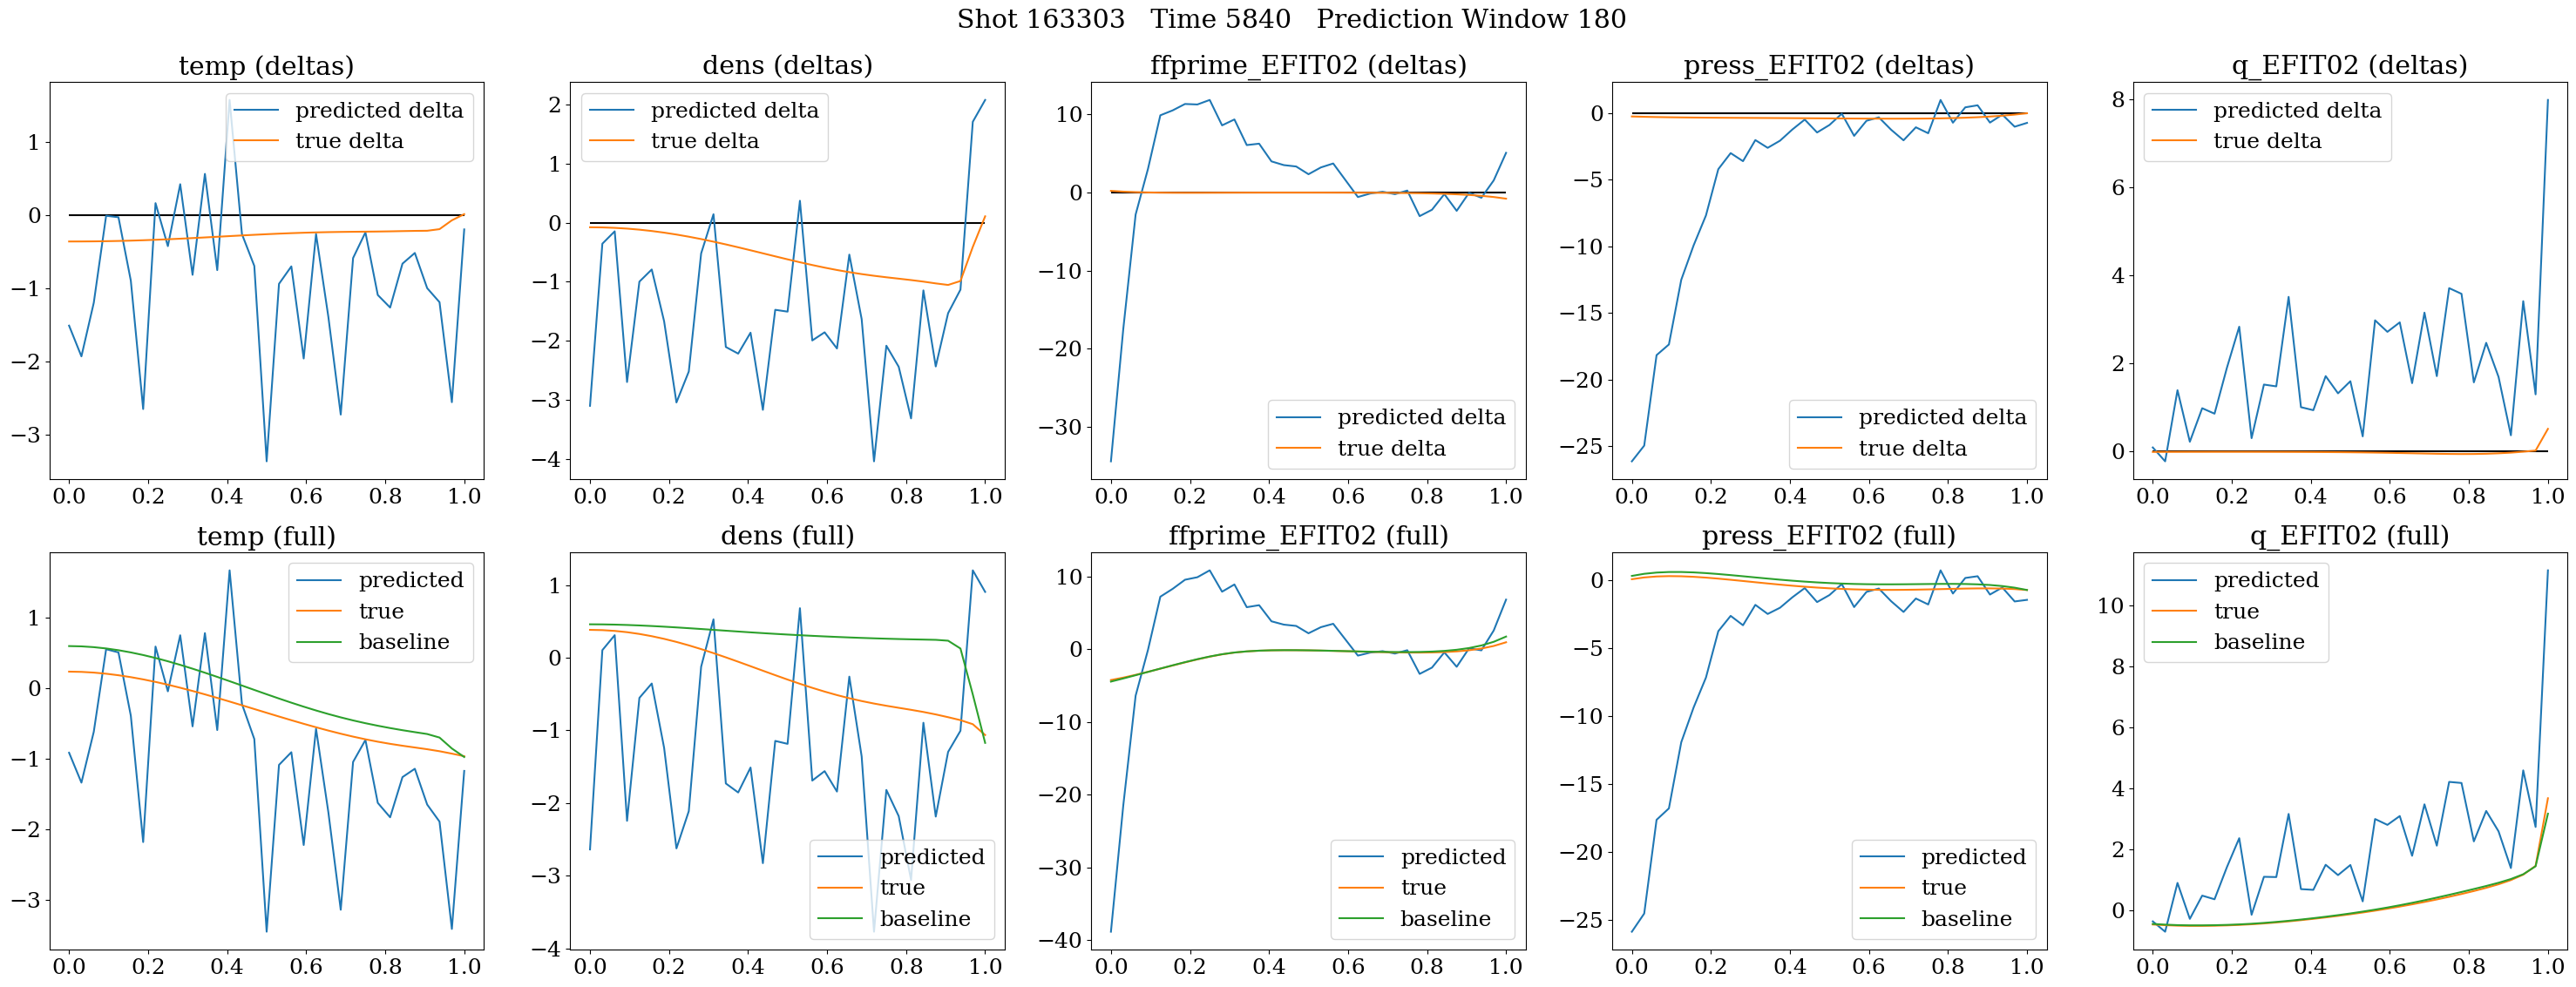 Shot 163303   Time 5840   Prediction Window 180
temp (deltas)
predicted delta
true delta
1
0
−1
−2
−3
0.0 0.2 0.4 0.6 0.8 1.0
dens (deltas)
predicted delta
true delta
2
1
0
−1
−2
−3
−4
0.0 0.2 0.4 0.6 0.8 1.0
ffprime_EFIT02 (deltas)
10
0
−10
−20
−30
predicted delta
true delta
0.0 0.2 0.4 0.6 0.8 1.0
press_EFIT02 (deltas)
0
−5
−10
−15
−20
−25
predicted delta
true delta
0.0 0.2 0.4 0.6 0.8 1.0
q_EFIT02 (deltas)
predicted delta
true delta
8
6
4
2
0
0.0 0.2 0.4 0.6 0.8 1.0
temp (full)
predicted
true
baseline
1
0
−1
−2
−3
0.0 0.2 0.4 0.6 0.8 1.0
dens (full)
1
0
−1
−2
−3
−4
predicted
true
baseline
0.0 0.2 0.4 0.6 0.8 1.0
ffprime_EFIT02 (full)
10
0
−10
−20
−30
−40
predicted
true
baseline
0.0 0.2 0.4 0.6 0.8 1.0
press_EFIT02 (full)
0
−5
−10
−15
−20
−25
predicted
true
baseline
0.0 0.2 0.4 0.6 0.8 1.0
q_EFIT02 (full)
predicted
true
baseline
10
8
6
4
2
0
0.0 0.2 0.4 0.6 0.8 1.0